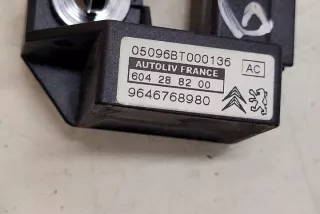 05096BT000136
AUTOLIV FRANCE
AC
604 28 82 00
9646768980